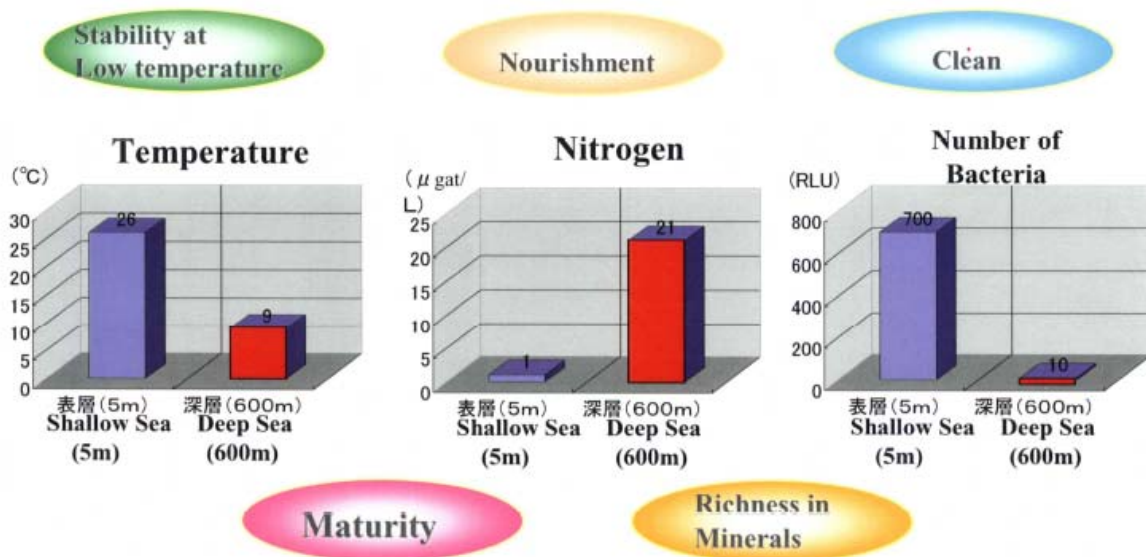 Stability at
Low temperature
Nourishment
Clean
Temperature
(℃)
30
25
20
15
10
5
0
26
9
表層(5m)
深層(600m)
Shallow Sea
(5m)
Deep Sea
(600m)
Nitrogen
(μ gat/
L)
25
20
15
10
5
0
1
21
表層(5m)
深層(600m)
Shallow Sea
(5m)
Deep Sea
(600m)
Number of
Bacteria
(RLU)
800
600
400
200
0
700
10
表層(5m)
深層(600m)
Shallow Sea
(5m)
Deep Sea
(600m)
Maturity
Richness in
Minerals